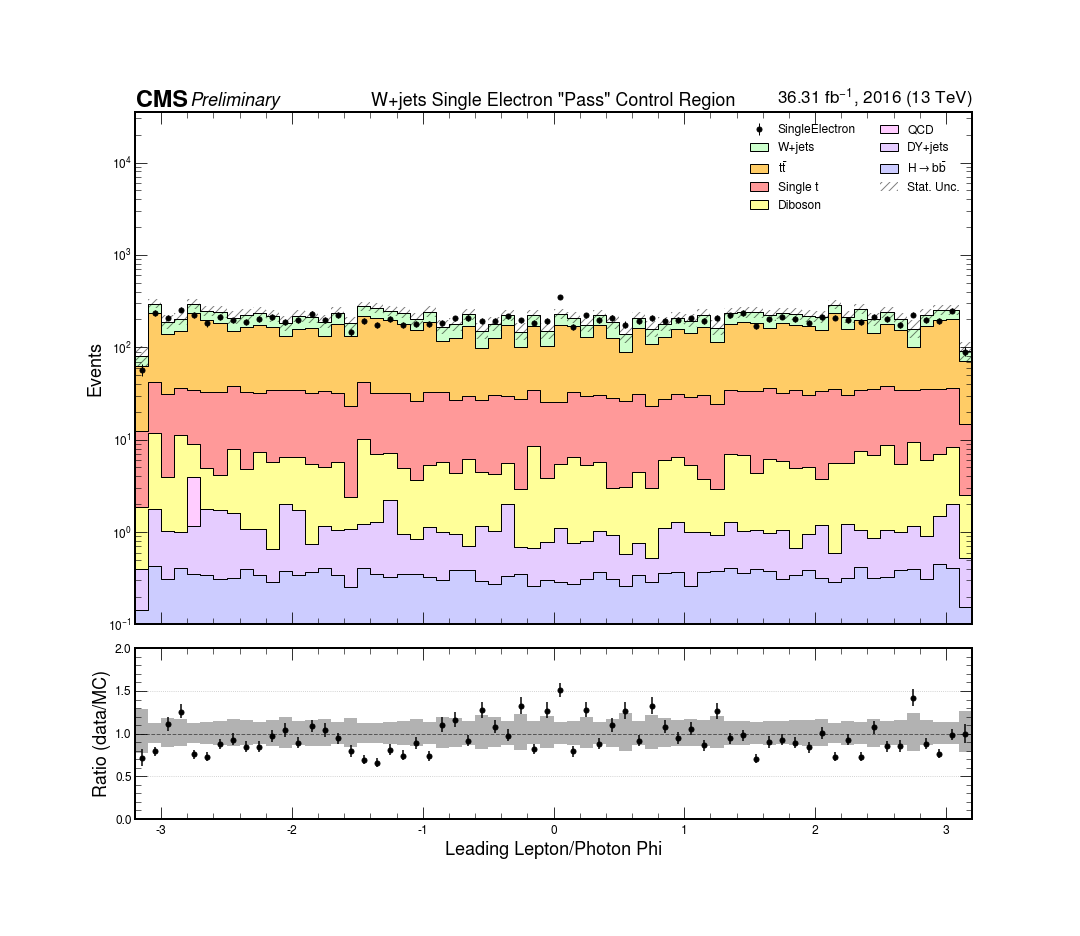 CMS Preliminary W+jets Single Electron "Pass" Control Region 36.31 fb⁻¹, 2016 (13 TeV)
SingleElectron QCD
W+jets DY+jets
tt̄ H→bb̄
Single t Stat. Unc.
Diboson
10⁴
10³
10²
10¹
10⁰
10⁻¹
Events
2.0
1.5
1.0
0.5
0.0
Ratio (data/MC)
-3 -2 -1 0 1 2 3
Leading Lepton/Photon Phi